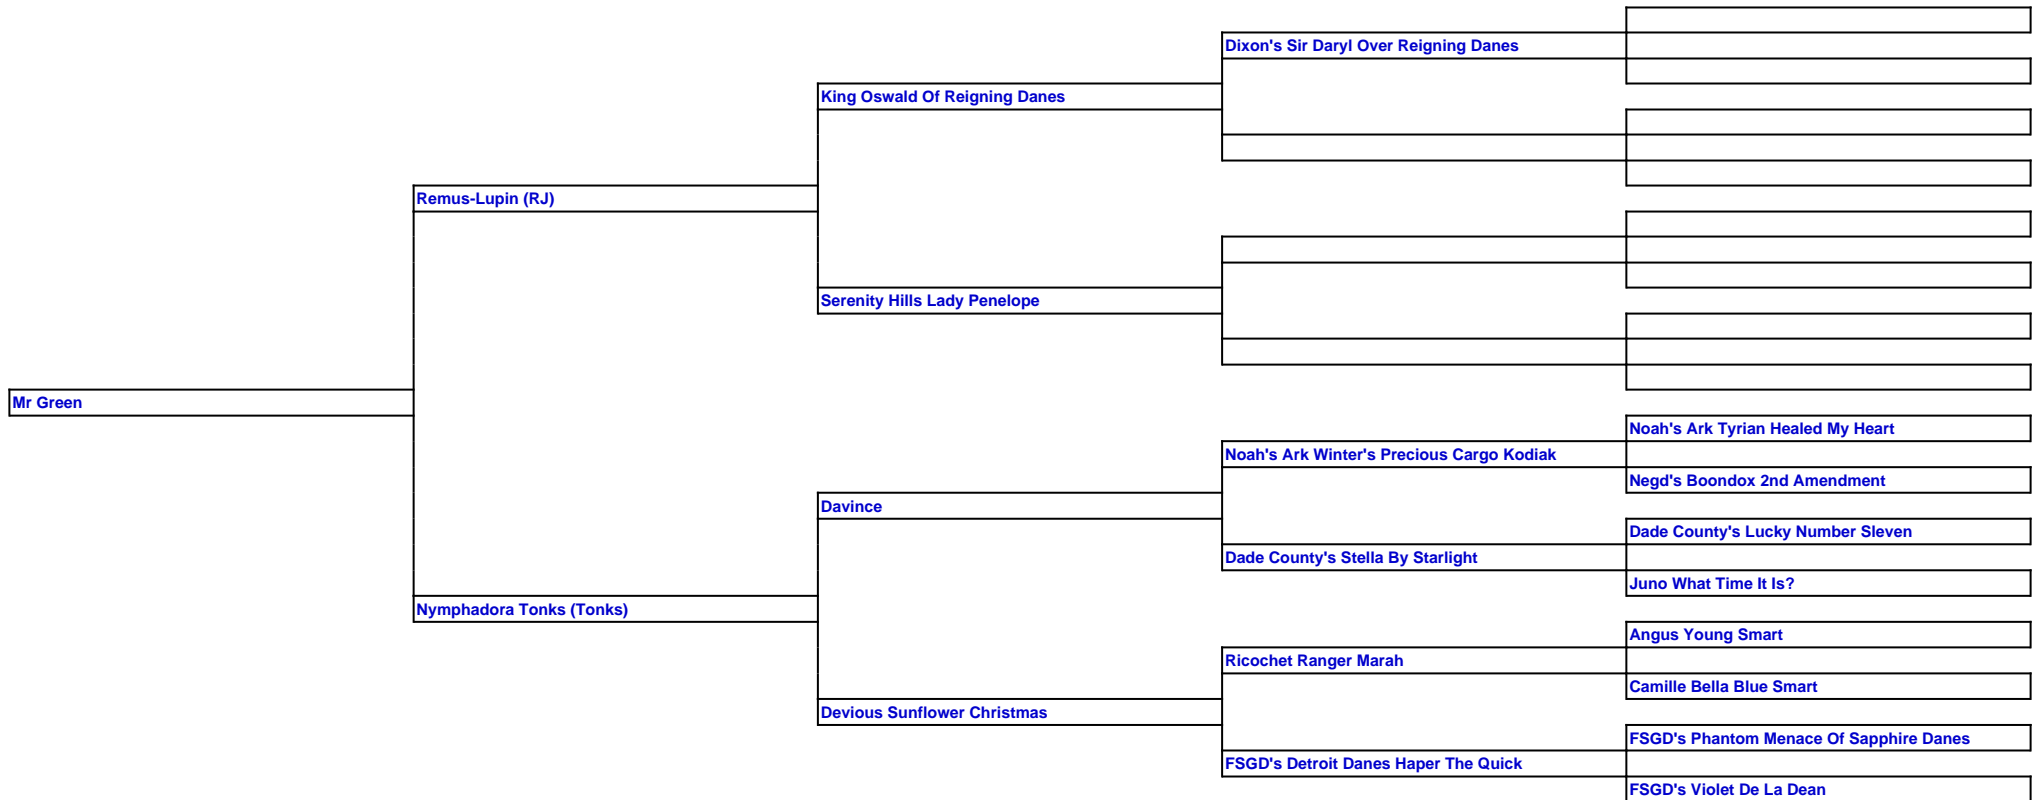 Dixon's Sir Daryl Over Reigning Danes
King Oswald Of Reigning Danes
Remus-Lupin (RJ)
Serenity Hills Lady Penelope
Mr Green
Noah's Ark Tyrian Healed My Heart
Noah's Ark Winter's Precious Cargo Kodiak
Negd's Boondox 2nd Amendment
Davince
Dade County's Lucky Number Sleven
Dade County's Stella By Starlight
Juno What Time It Is?
Nymphadora Tonks (Tonks)
Angus Young Smart
Ricochet Ranger Marah
Camille Bella Blue Smart
Devious Sunflower Christmas
FSGD's Phantom Menace Of Sapphire Danes
FSGD's Detroit Danes Haper The Quick
FSGD's Violet De La Dean